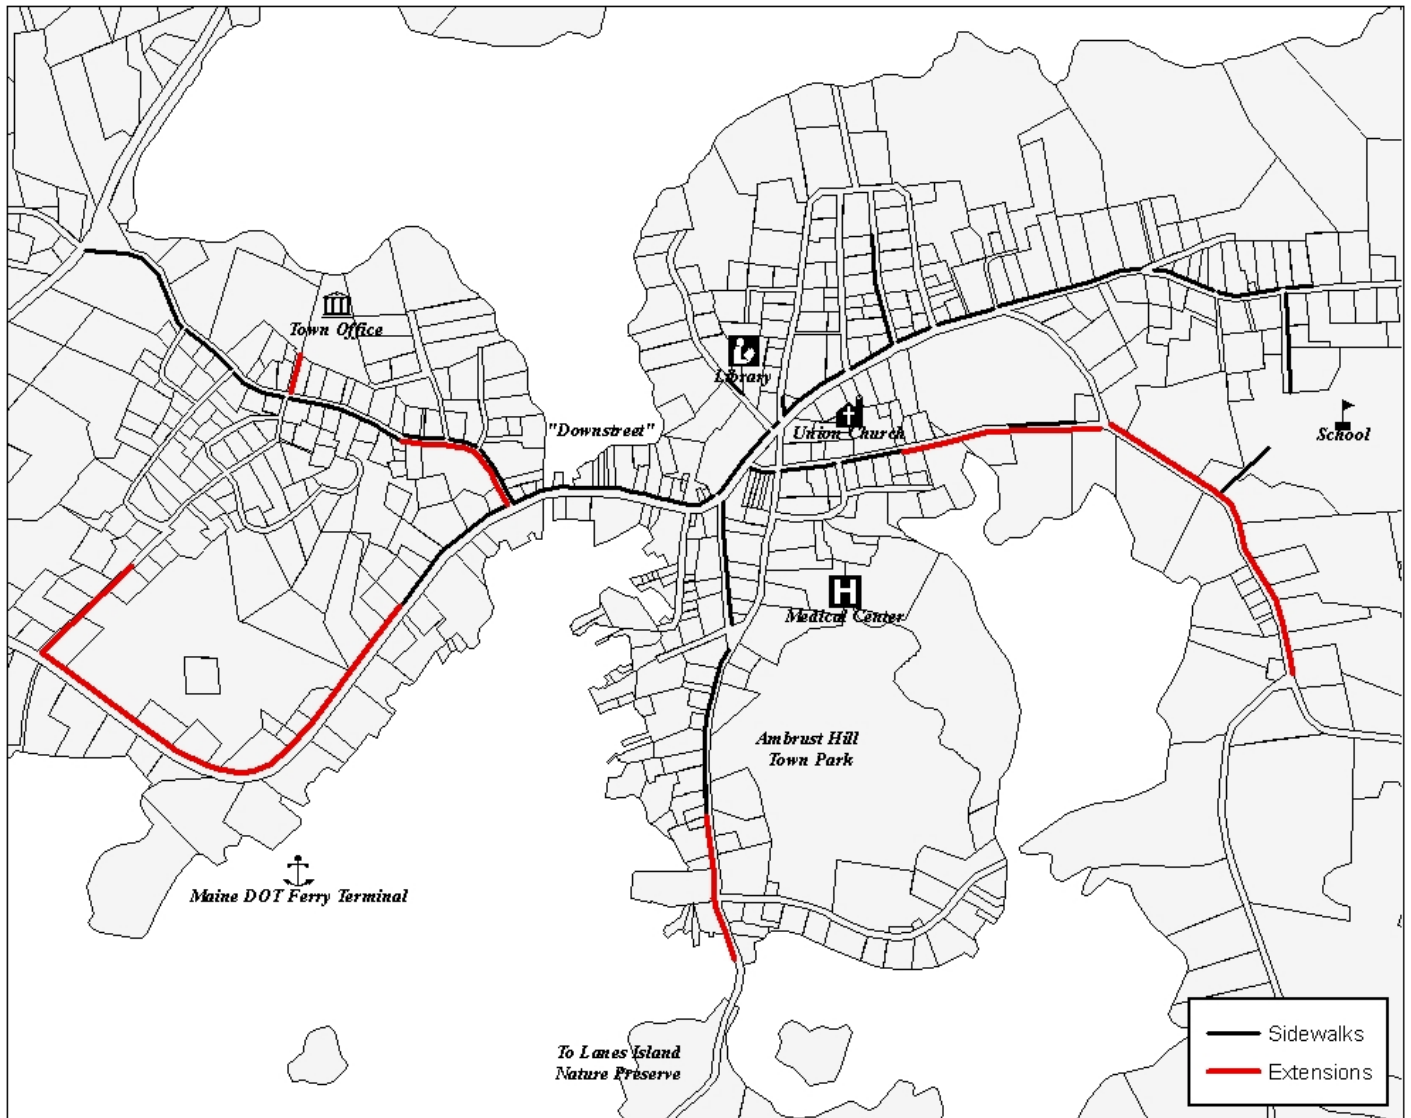 Town Office
Library
"Downstreet"
Union Church
School
H
Medical Center
Ambrust Hill
Town Park
Maine DOT Ferry Terminal
To Lanes Island
Nature Preserve
Sidewalks
Extensions